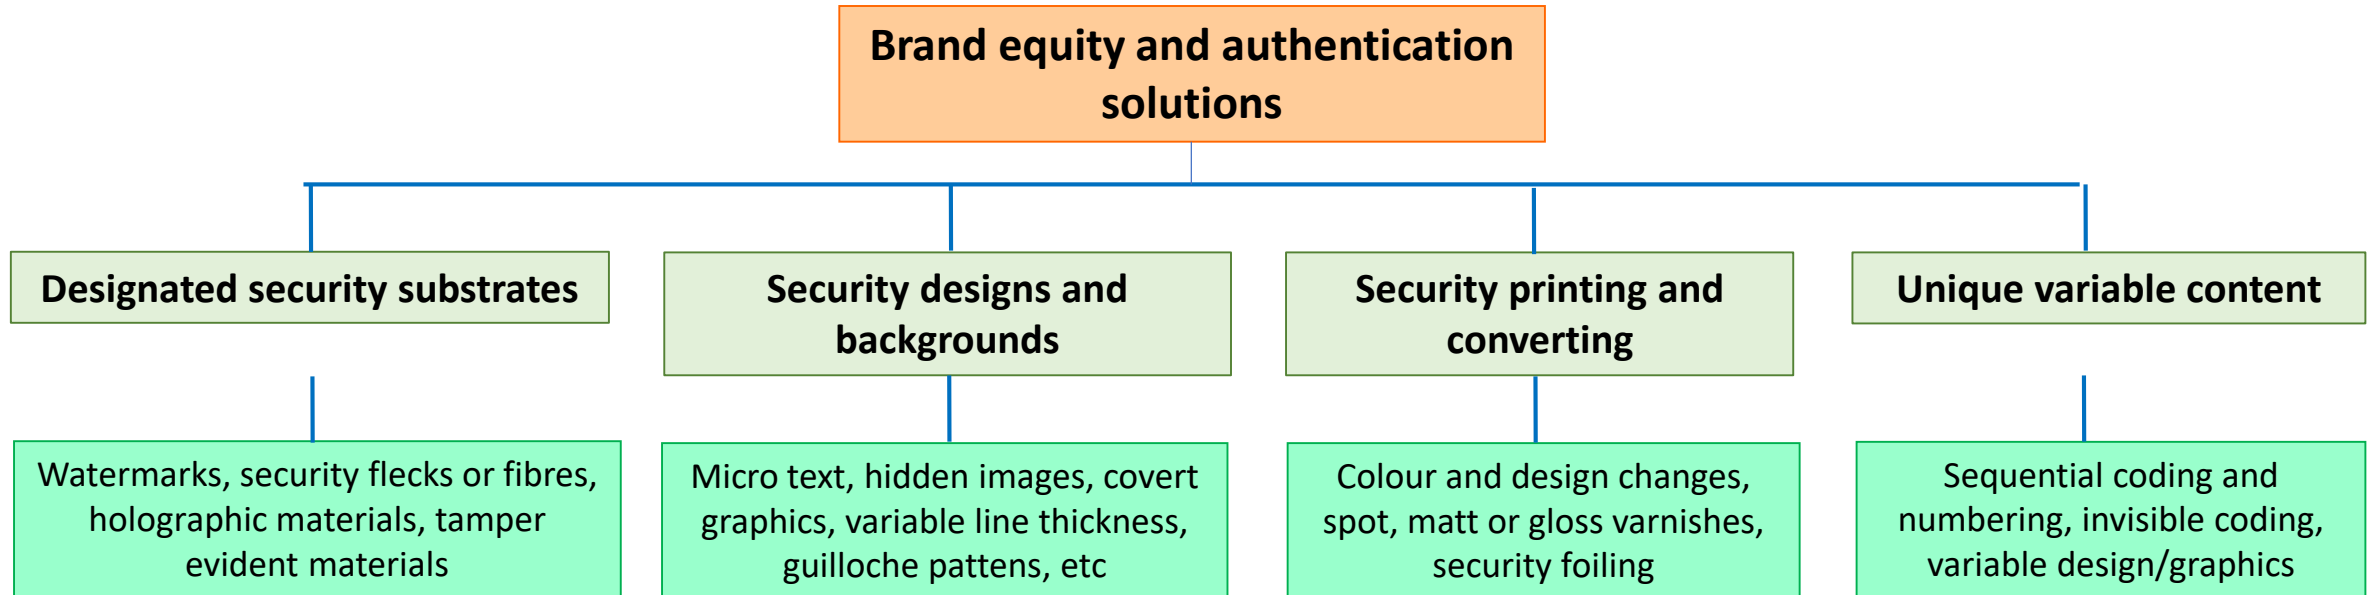 Brand equity and authentication
solutions
Designated security substrates
Security designs and
backgrounds
Security printing and
converting
Unique variable content
Watermarks, security flecks or fibres,
holographic materials, tamper
evident materials
Micro text, hidden images, covert
graphics, variable line thickness,
guilloche pattens, etc
Colour and design changes,
spot, matt or gloss varnishes,
security foiling
Sequential coding and
numbering, invisible coding,
variable design/graphics